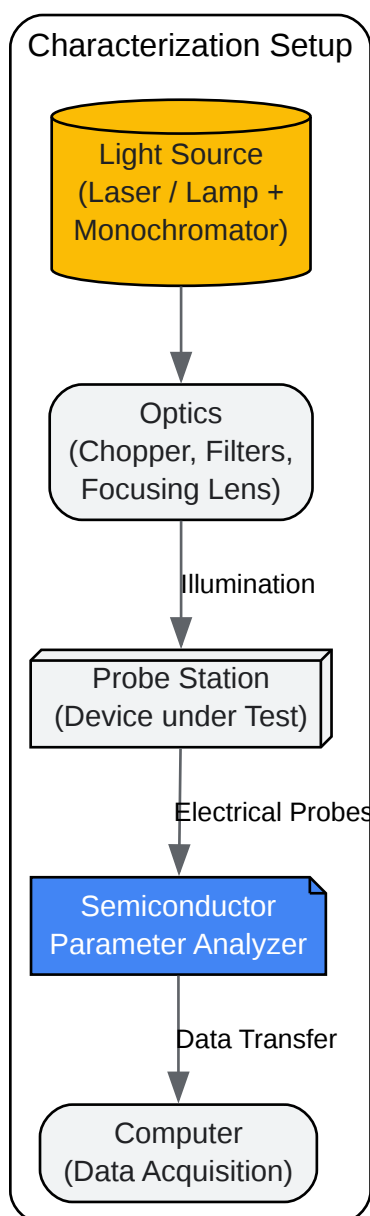 Characterization Setup
Light Source
(Laser / Lamp +
Monochromator)
Optics
(Chopper, Filters,
Focusing Lens)
Illumination
Probe Station
(Device under Test)
Electrical Probes
Semiconductor
Parameter Analyzer
Data Transfer
Computer
(Data Acquisition)